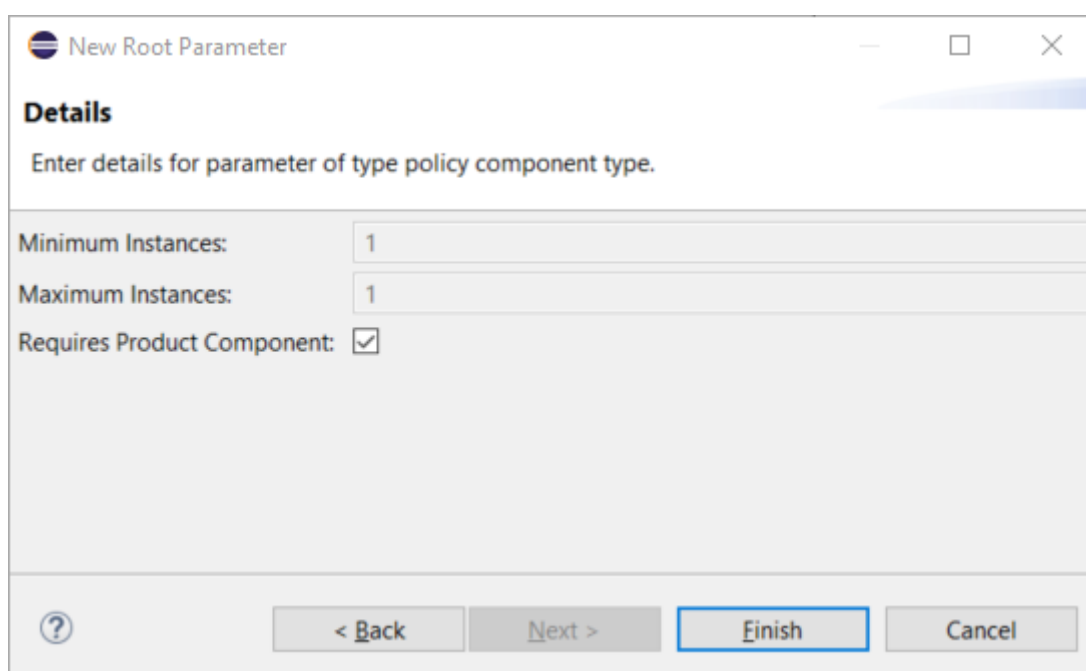 New Root Parameter
Details
Enter details for parameter of type policy component type.
Minimum Instances: 1
Maximum Instances: 1
Requires Product Component:
? < Back Next > Finish Cancel